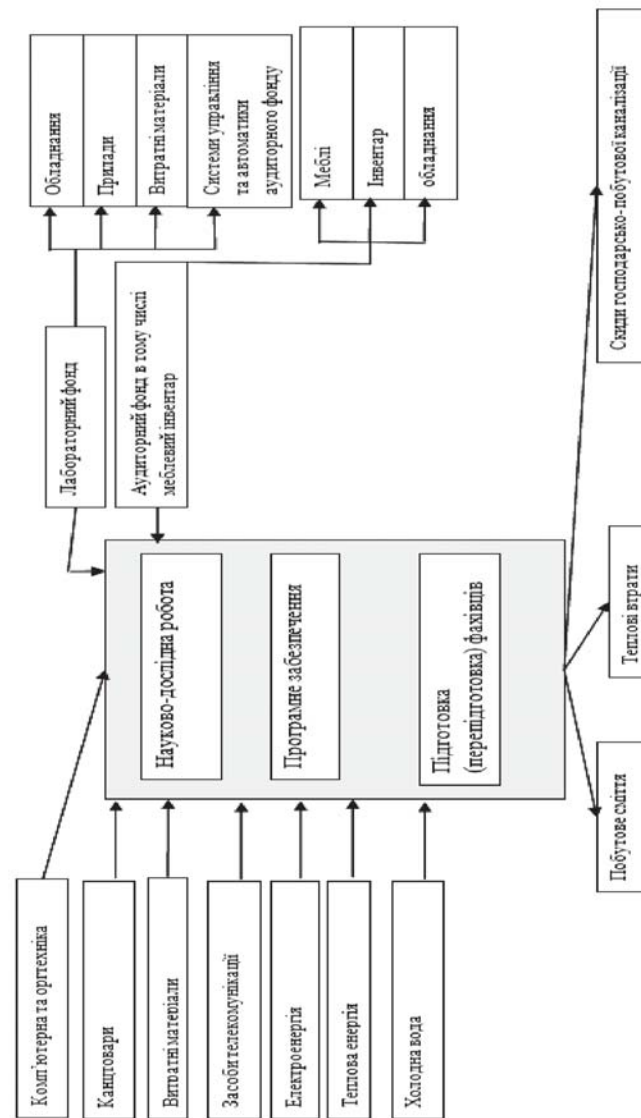 Комп'ютерна та оргтехніка
Канцтовари
Витратні матеріали
Засоби телекомунікації
Електроенергія
Теплова енергія
Холодна вода
Науково-дослідна робота
Програмне забезпечення
Підготовка
(перепідготовка) фахівців
Лабораторний фонд
Аудиторний фонд в тому числі
меблевий інвентар
Обладнання
Прилади
Витратні матеріали
Системи управління
та автоматики
аудиторного фонду
Меблі
Інвентар
обладнання
Побутове сміття
Теплові втрати
Скиди господарсько-побутової каналізації